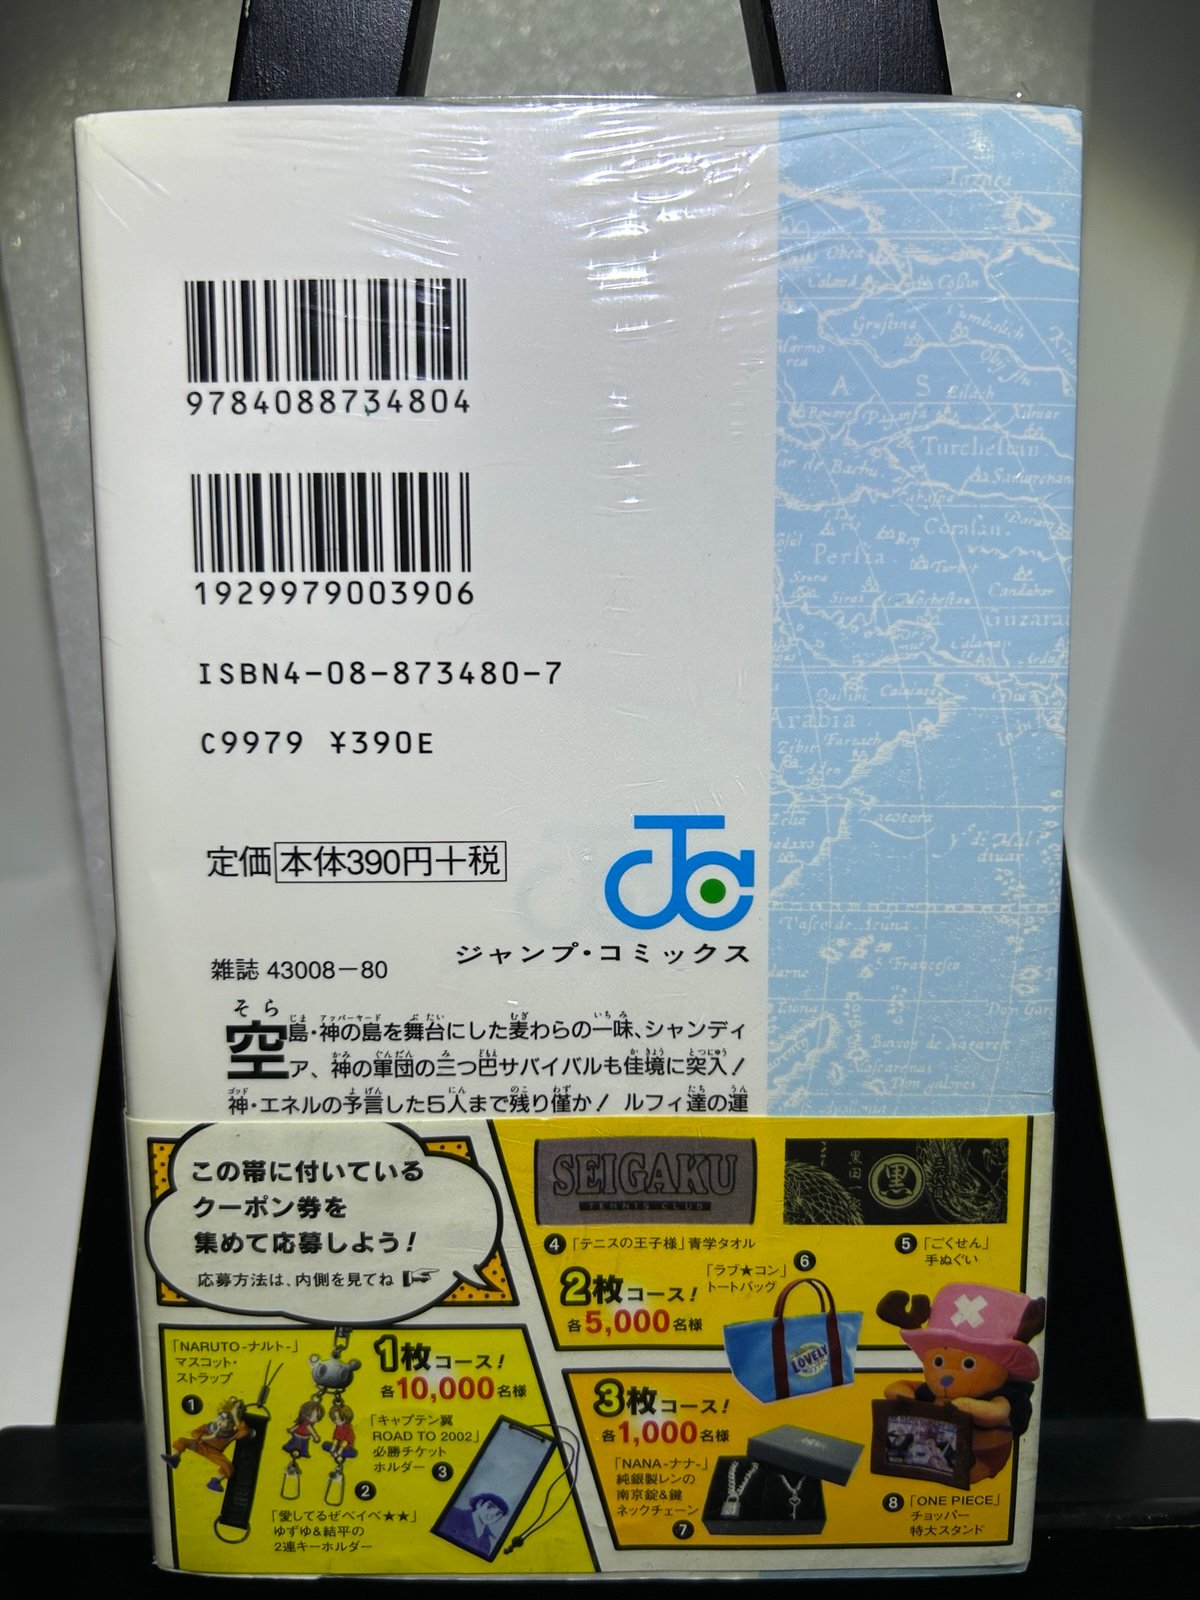 9784088734804
1929979003906
ISBN4-08-873480-7
C9979 ¥390E
定価 本体390円+税
ジャンプ・コミックス
雑誌 43008-80
空島・神の島を舞台にした麦わらの一味、シャンディ
ア、神の軍団の三つ巴サバイバルも佳境に突入!
神・エネルの予言した5人まで残り僅か! ルフィ達の運
Turchestan
Persia
Arabia
Corasan
Guzarat
Candahar
Aden
S. Francesco
この帯に付いている
クーポン券を
集めて応募しよう!
応募方法は、内側を見てね
SEIGAKU
TENNIS CLUB
4 「テニスの王子様」青学タオル
黒
5 「ごくせん」
手ぬぐい
2枚コース!
各5,000名様
6
「ラブ★コン」
トートバッグ
LOVELY
「NARUTO-ナルト-」
マスコット・
ストラップ
1
1枚コース!
各10,000名様
「キャプテン翼
ROAD TO 2002」
必勝チケット
ホルダー 3
2
「愛してるぜベイベ★★」
ゆずゆ&結平の
2連キーホルダー
3枚コース!
各1,000名様
「NANA-ナナ-」
純銀製レンの
南京錠&鍵
ネックチェーン
7
8 「ONE PIECE」
チョッパー
特大スタンド